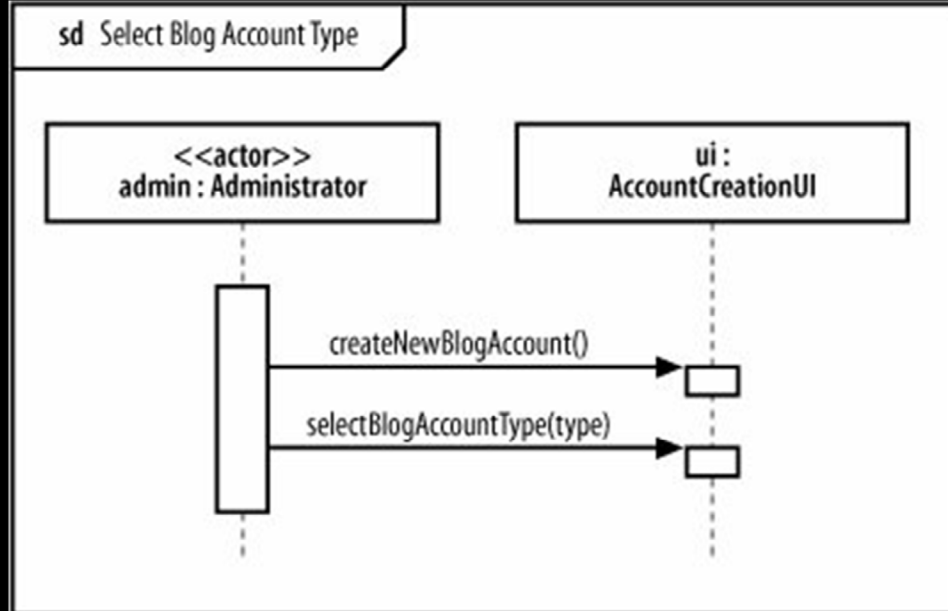 sd Select Blog Account Type
<<actor>>
admin : Administrator
ui :
AccountCreationUI
createNewBlogAccount()
selectBlogAccountType(type)